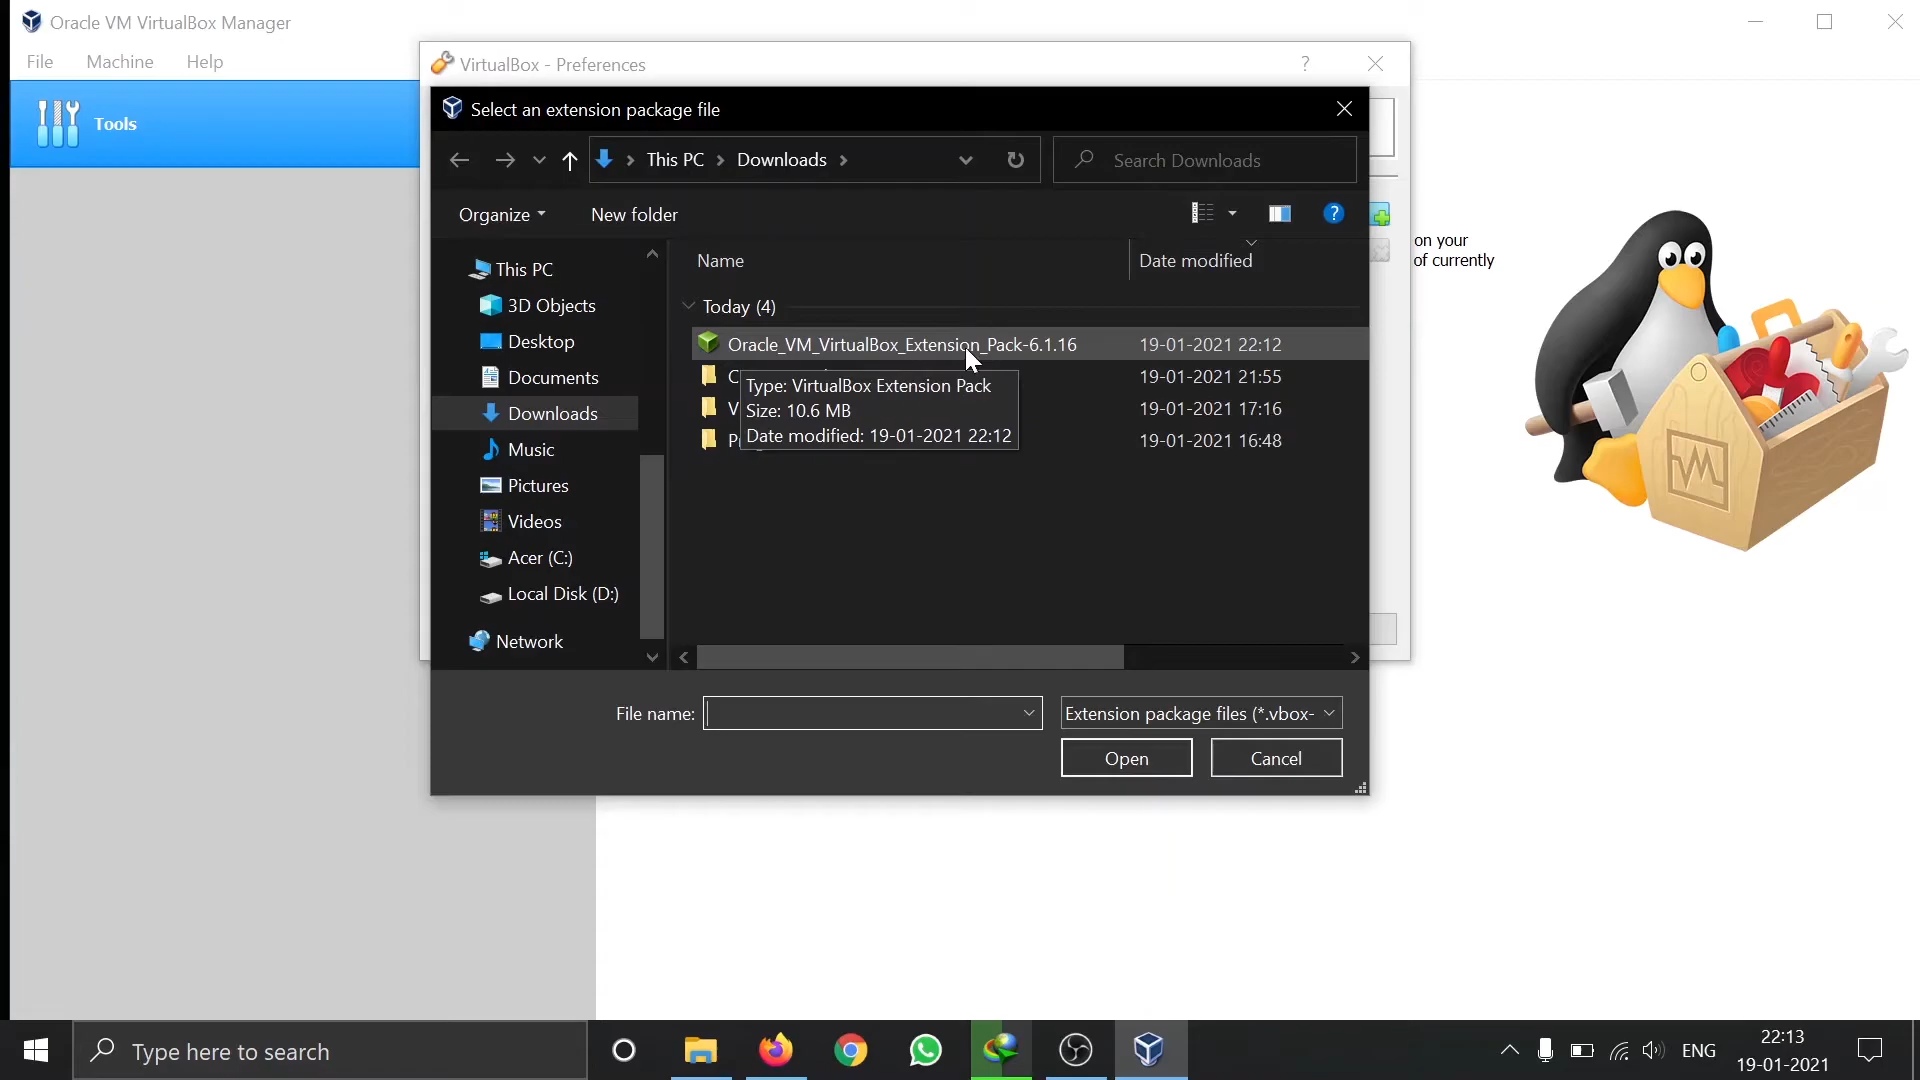 Oracle VM VirtualBox Manager
File Machine Help
Tools
VirtualBox - Preferences
?
Select an extension package file
This PC > Downloads >
Search Downloads
Organize
New folder
?
on your
of currently
This PC
3D Objects
Desktop
Documents
Downloads
Music
Pictures
Videos
Acer (C:)
Local Disk (D:)
Network
Name
Date modified
Today (4)
Oracle_VM_VirtualBox_Extension_Pack-6.1.16 19-01-2021 22:12
C 19-01-2021 21:55
V 19-01-2021 17:16
P 19-01-2021 16:48
Type: VirtualBox Extension Pack
Size: 10.6 MB
Date modified: 19-01-2021 22:12
File name:
Extension package files (*.vbox-
Open
Cancel
Type here to search
ENG
22:13
19-01-2021